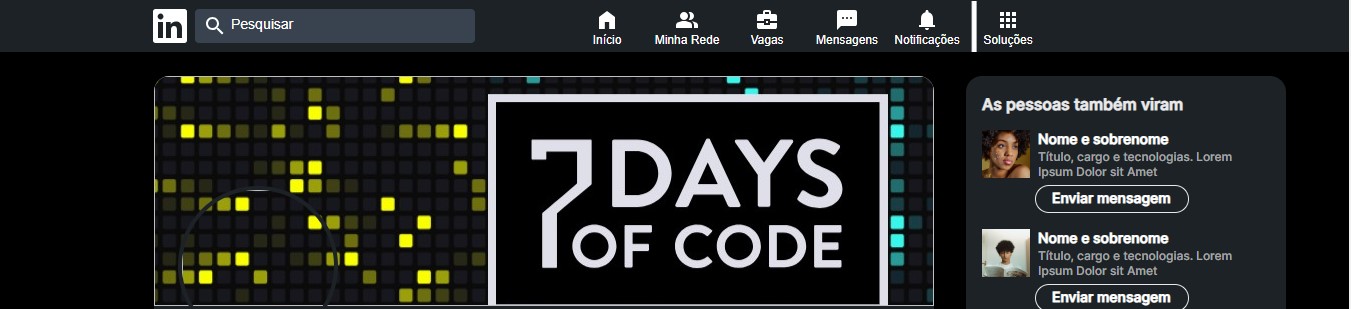 in
Pesquisar
Início
Minha Rede
Vagas
Mensagens
Notificações
Soluções
7 DAYS
OF CODE
As pessoas também viram
Nome e sobrenome
Título, cargo e tecnologias. Lorem
Ipsum Dolor sit Amet
Enviar mensagem
Nome e sobrenome
Título, cargo e tecnologias. Lorem
Ipsum Dolor sit Amet
Enviar mensagem